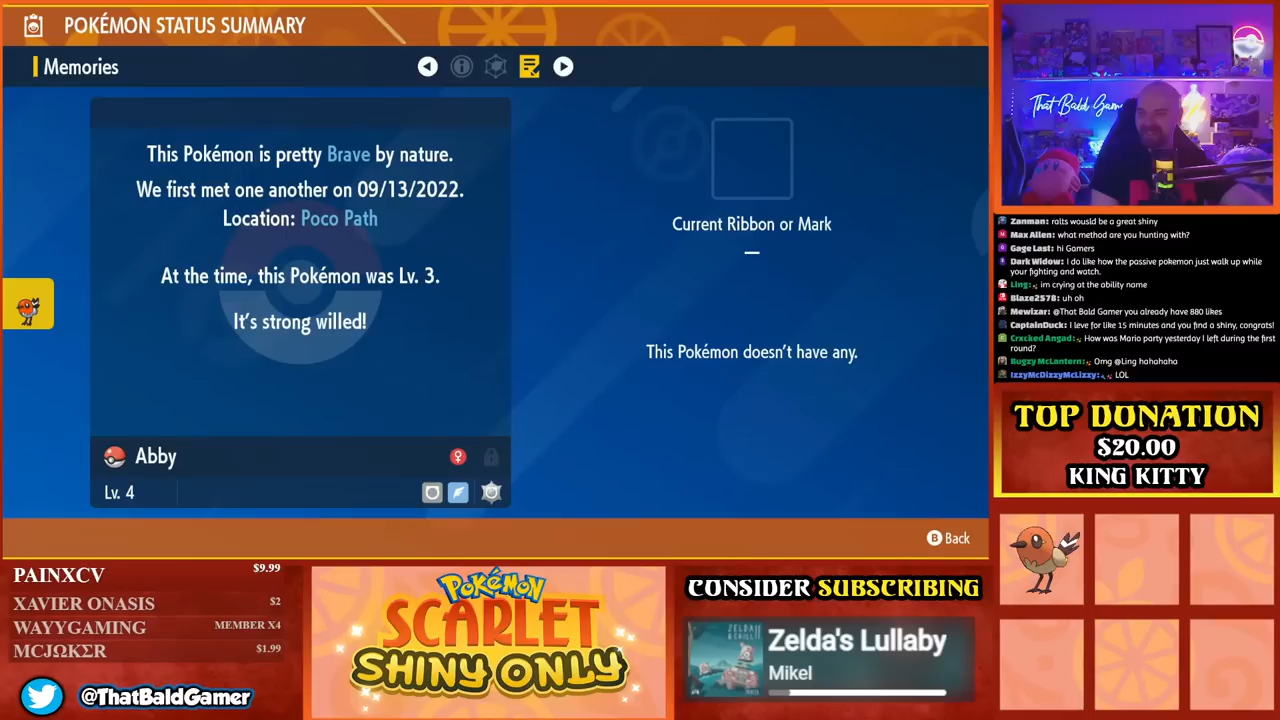 POKÉMON STATUS SUMMARY
Memories
This Pokémon is pretty Brave by nature.
We first met one another on 09/13/2022.
Location: Poco Path
At the time, this Pokémon was Lv. 3.
It's strong willed!
Abby
Lv. 4
Current Ribbon or Mark
—
This Pokémon doesn't have any.
B Back
That Bald Gam
Zanman: ralts wousld be a great shiny
Max Allen: what method are you hunting with?
Gage Last: hi Gamers
Dark Widow: I do like how the passive pokemon just walk up while
your fighting and watch.
Ling: im crying at the ability name
Blaze2578: uh oh
Mewizar: @That Bald Gamer you already have 880 likes
CaptainDuck: I leve for like 15 minutes and you find a shiny, congrats!
Crxcked Angad: How was Mario party yesterday I left during the first
round?
Bugzy McLantern: Omg @Ling hahahaha
IzzyMcDizzyMcLizzy: LOL
TOP DONATION
$20.00
KING KITTY
PAINXCV $9.99
XAVIER ONASIS $2
WAYYGAMING MEMBER X4
MCJΩKΣR $1.99
@ThatBaldGamer
POKÉMON
SCARLET
SHINY ONLY
CONSIDER SUBSCRIBING
ZELDA
& CHILL
Zelda's Lullaby
Mikel